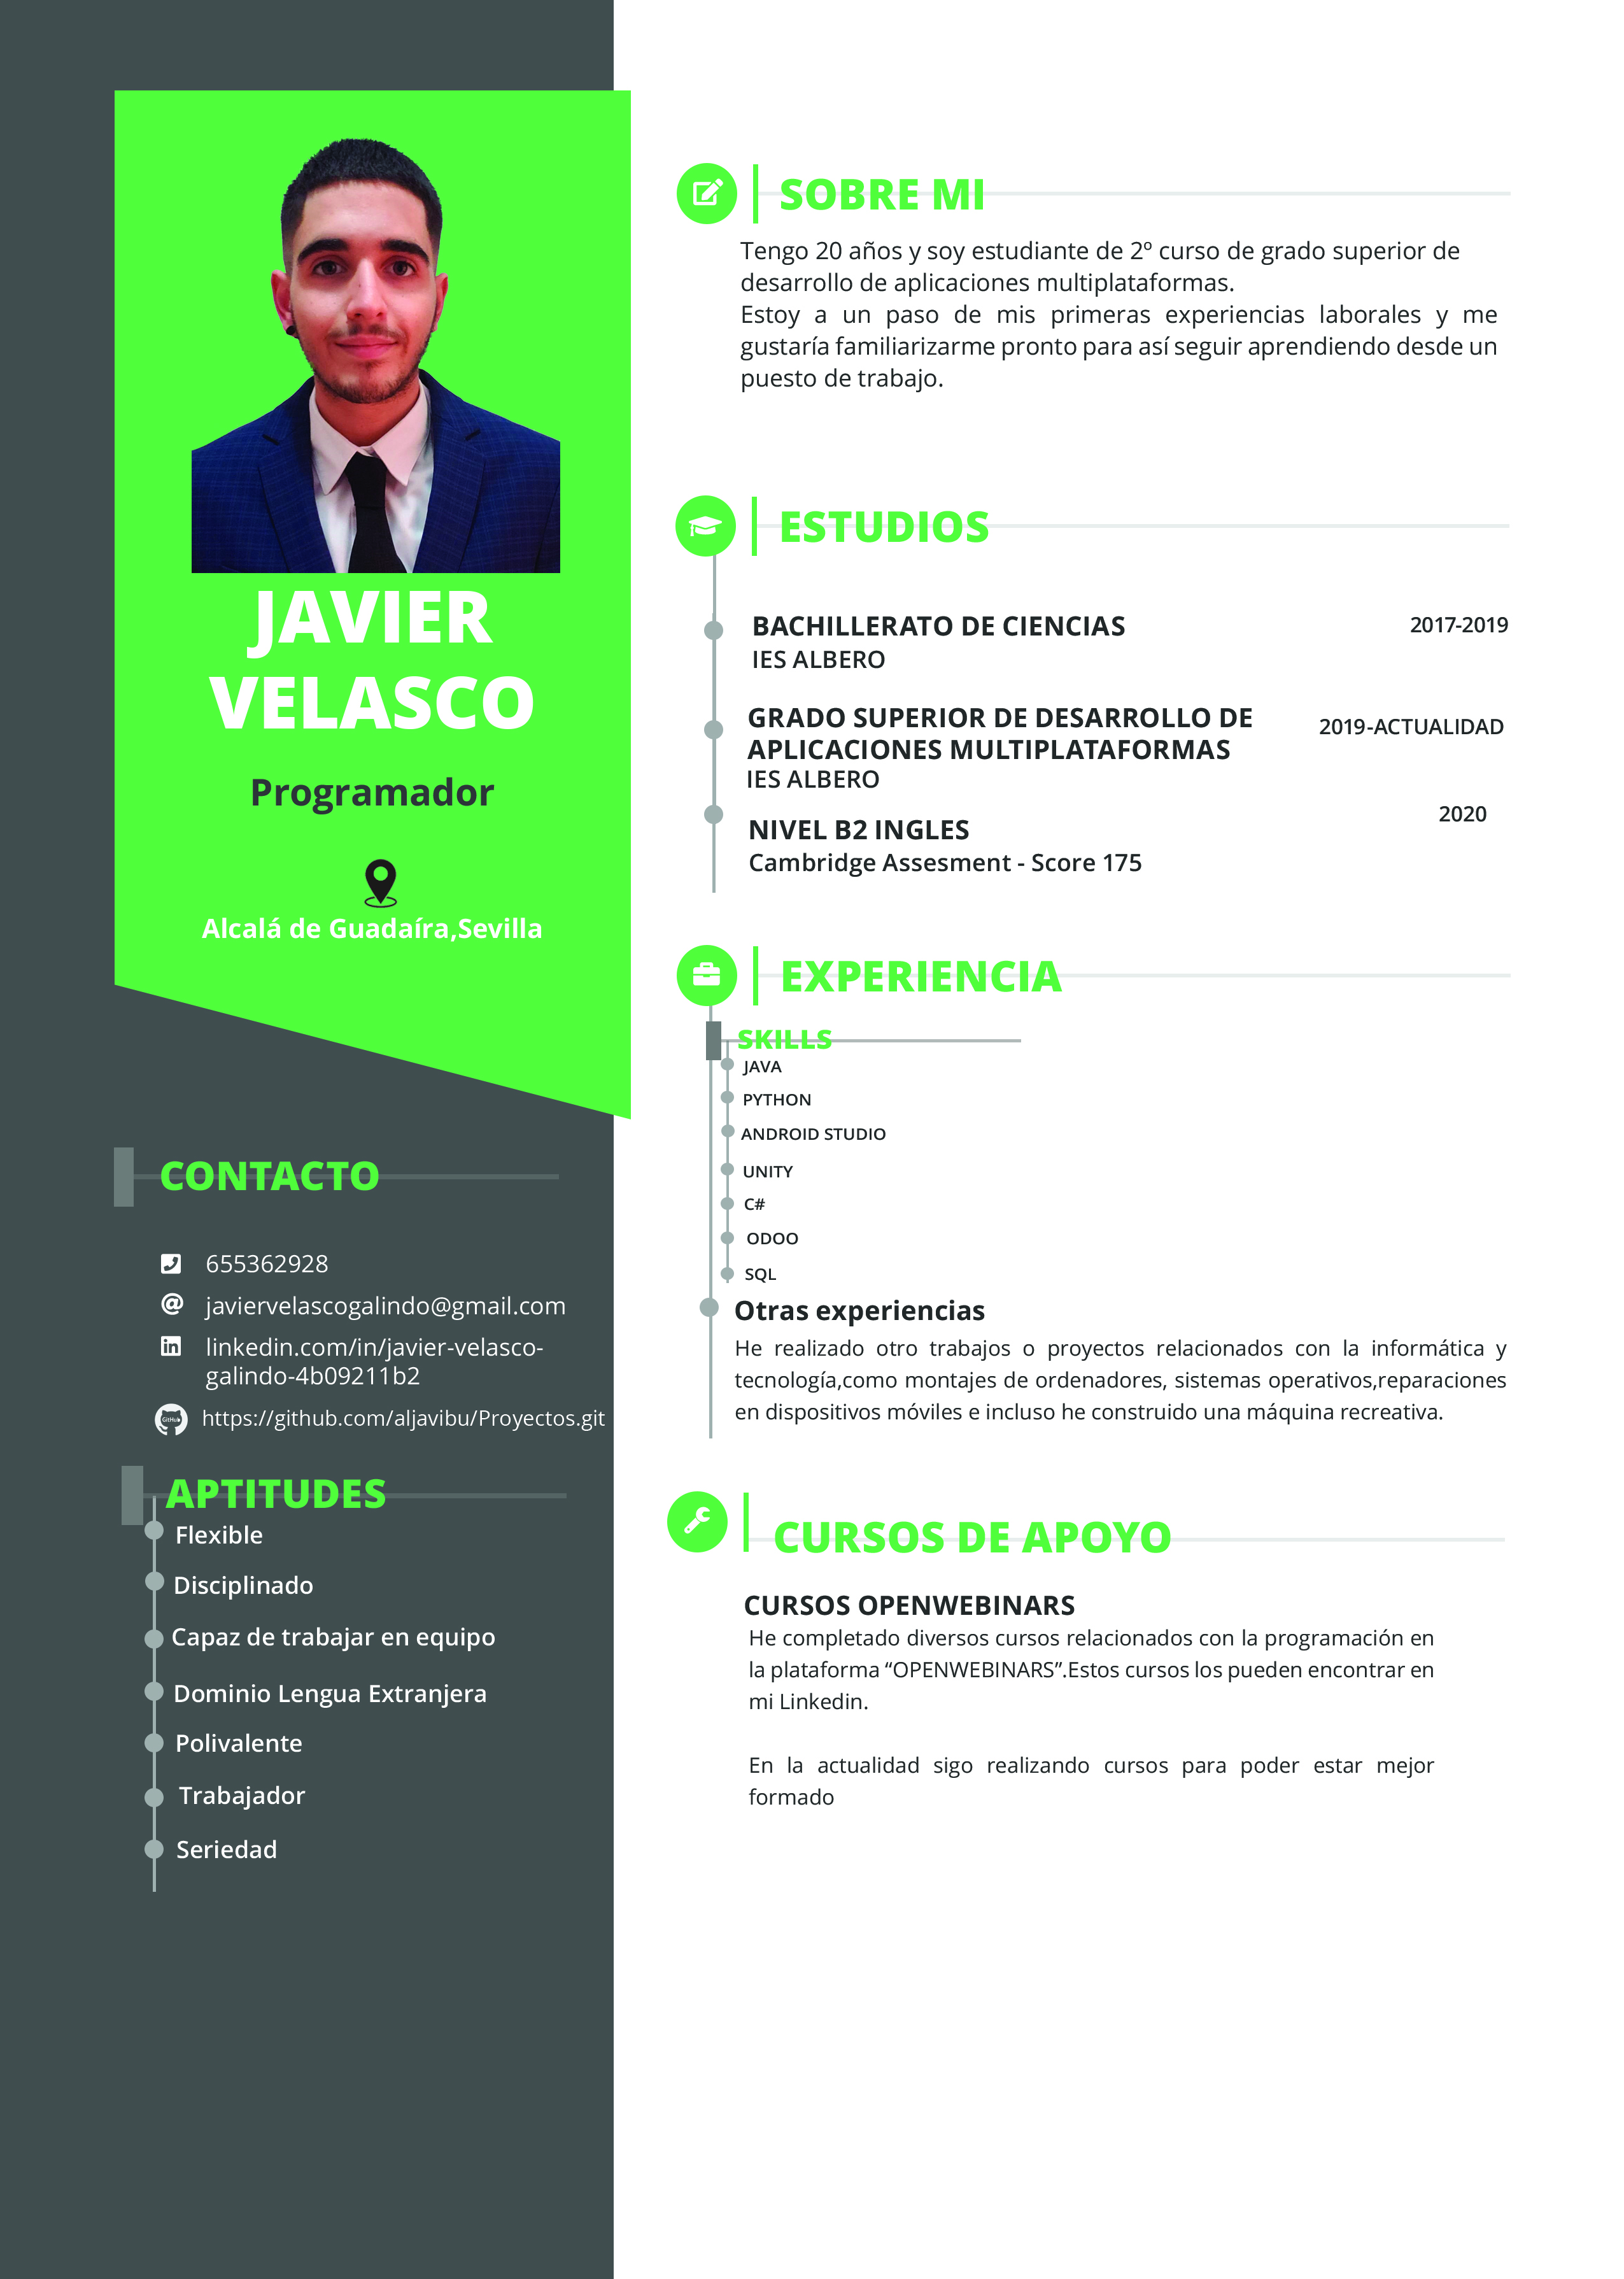 JAVIER
VELASCO
Programador
Alcalá de Guadaíra,Sevilla
CONTACTO
655362928
javiervelascogalindo@gmail.com
linkedin.com/in/javier-velasco-
galindo-4b09211b2
GitHub
https://github.com/aljavibu/Proyectos.git
APTITUDES
Flexible
Disciplinado
Capaz de trabajar en equipo
Dominio Lengua Extranjera
Polivalente
Trabajador
Seriedad
SOBRE MI
Tengo 20 años y soy estudiante de 2º curso de grado superior de
desarrollo de aplicaciones multiplataformas.
Estoy a un paso de mis primeras experiencias laborales y me
gustaría familiarizarme pronto para así seguir aprendiendo desde un
puesto de trabajo.
ESTUDIOS
BACHILLERATO DE CIENCIAS 2017-2019
IES ALBERO
GRADO SUPERIOR DE DESARROLLO DE
APLICACIONES MULTIPLATAFORMAS 2019-ACTUALIDAD
IES ALBERO
NIVEL B2 INGLES 2020
Cambridge Assesment - Score 175
EXPERIENCIA
SKILLS
JAVA
PYTHON
ANDROID STUDIO
UNITY
C#
ODOO
SQL
Otras experiencias
He realizado otro trabajos o proyectos relacionados con la informática y
tecnología,como montajes de ordenadores, sistemas operativos,reparaciones
en dispositivos móviles e incluso he construido una máquina recreativa.
CURSOS DE APOYO
CURSOS OPENWEBINARS
He completado diversos cursos relacionados con la programación en
la plataforma “OPENWEBINARS”.Estos cursos los pueden encontrar en
mi Linkedin.
En la actualidad sigo realizando cursos para poder estar mejor
formado